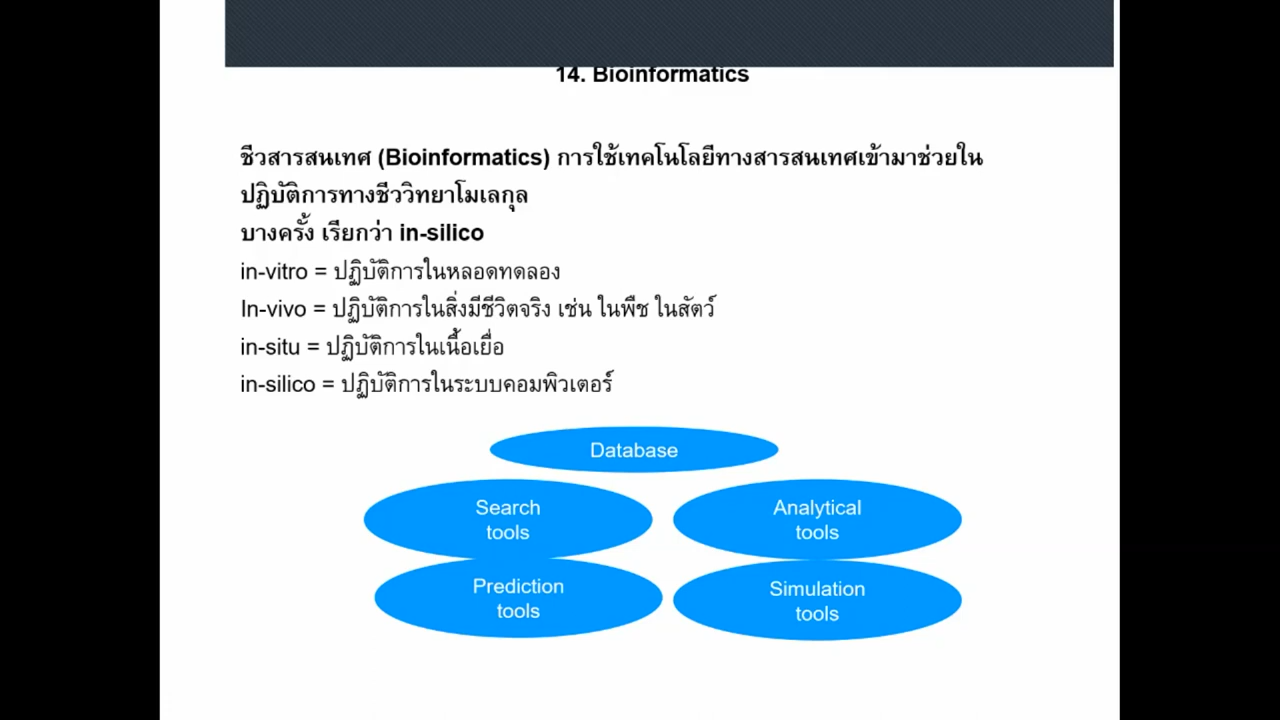 14. Bioinformatics
ชีวสารสนเทศ (Bioinformatics) การใช้เทคโนโลยีทางสารสนเทศเข้ามาช่วยใน
ปฏิบัติการทางชีววิทยาโมเลกุล
บางครั้ง เรียกว่า in-silico
in-vitro = ปฏิบัติการในหลอดทดลอง
In-vivo = ปฏิบัติการในสิ่งมีชีวิตจริง เช่น ในพืช ในสัตว์
in-situ = ปฏิบัติการในเนื้อเยื่อ
in-silico = ปฏิบัติการในระบบคอมพิวเตอร์
Database
Search
tools
Analytical
tools
Prediction
tools
Simulation
tools